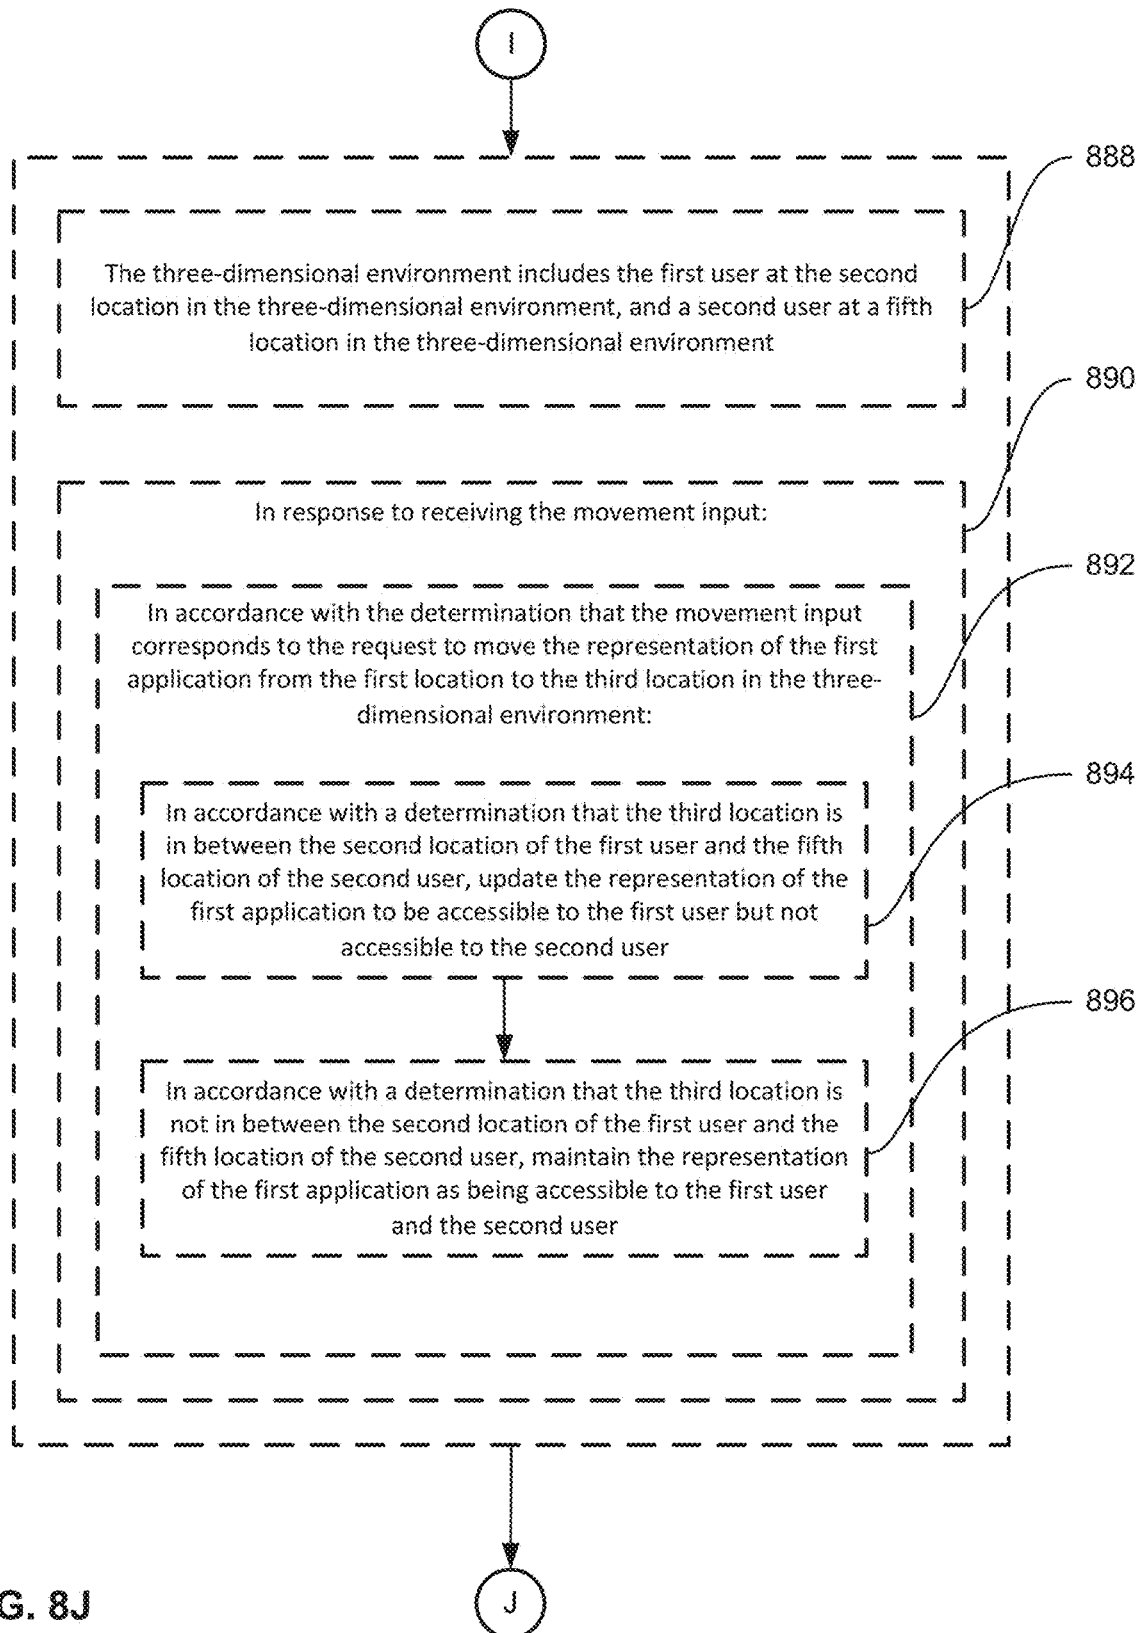 I
888
The three-dimensional environment includes the first user at the second
location in the three-dimensional environment, and a second user at a fifth
location in the three-dimensional environment
890
In response to receiving the movement input:
892
In accordance with the determination that the movement input
corresponds to the request to move the representation of the first
application from the first location to the third location in the three-
dimensional environment:
894
In accordance with a determination that the third location is
in between the second location of the first user and the fifth
location of the second user, update the representation of the
first application to be accessible to the first user but not
accessible to the second user
896
In accordance with a determination that the third location is
not in between the second location of the first user and the
fifth location of the second user, maintain the representation
of the first application as being accessible to the first user
and the second user
J
G. 8J